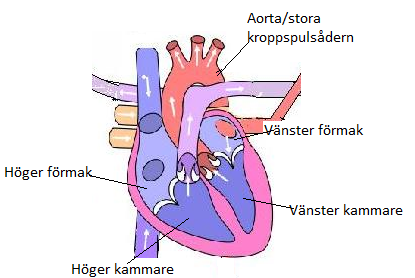 Aorta/stora
kroppspulsådern
Vänster förmak
Höger förmak
Vänster kammare
Höger kammare